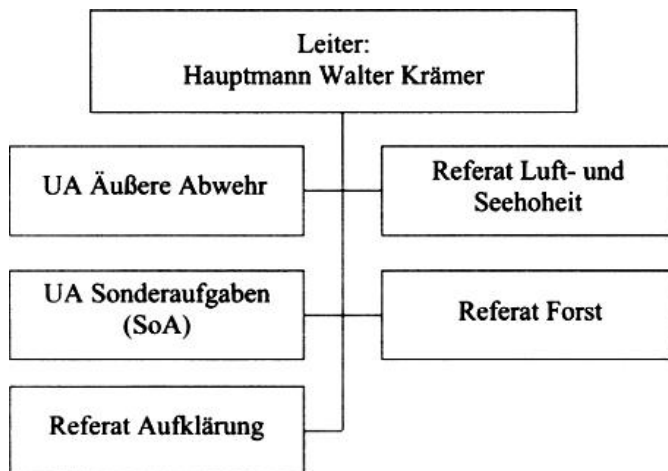 Leiter:
Hauptmann Walter Krämer
UA Äußere Abwehr
Referat Luft- und
Seehoheit
UA Sonderaufgaben
(SoA)
Referat Forst
Referat Aufklärung